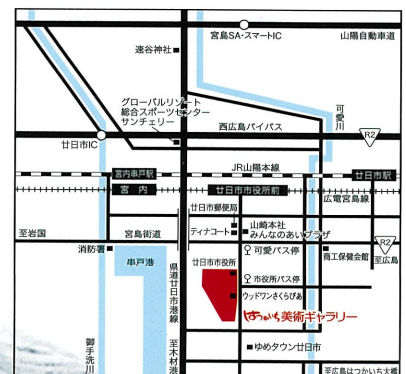 宮島SA・スマートIC
山陽自動車道
速谷神社
グローバルリゾート
総合スポーツセンター
サンチェリー
可愛川
西広島バイパス
R2
廿日市IC
JR山陽本線
宮内串戸駅
廿日市駅
宮内
廿日市市役所前
広電宮島線
廿日市郵便局
至岩国
宮島街道
ティナコート
山崎本社
みんなのあいプラザ
R2
消防署
可愛バス停
商工保健会館
至広島
串戸港
廿日市市役所
市役所バス停
県道廿日市港線
ウッドワンさくらぴあ
はつかいち美術ギャラリー
御手洗川
至木材港
ゆめタウン廿日市
至広島はつかいち大橋